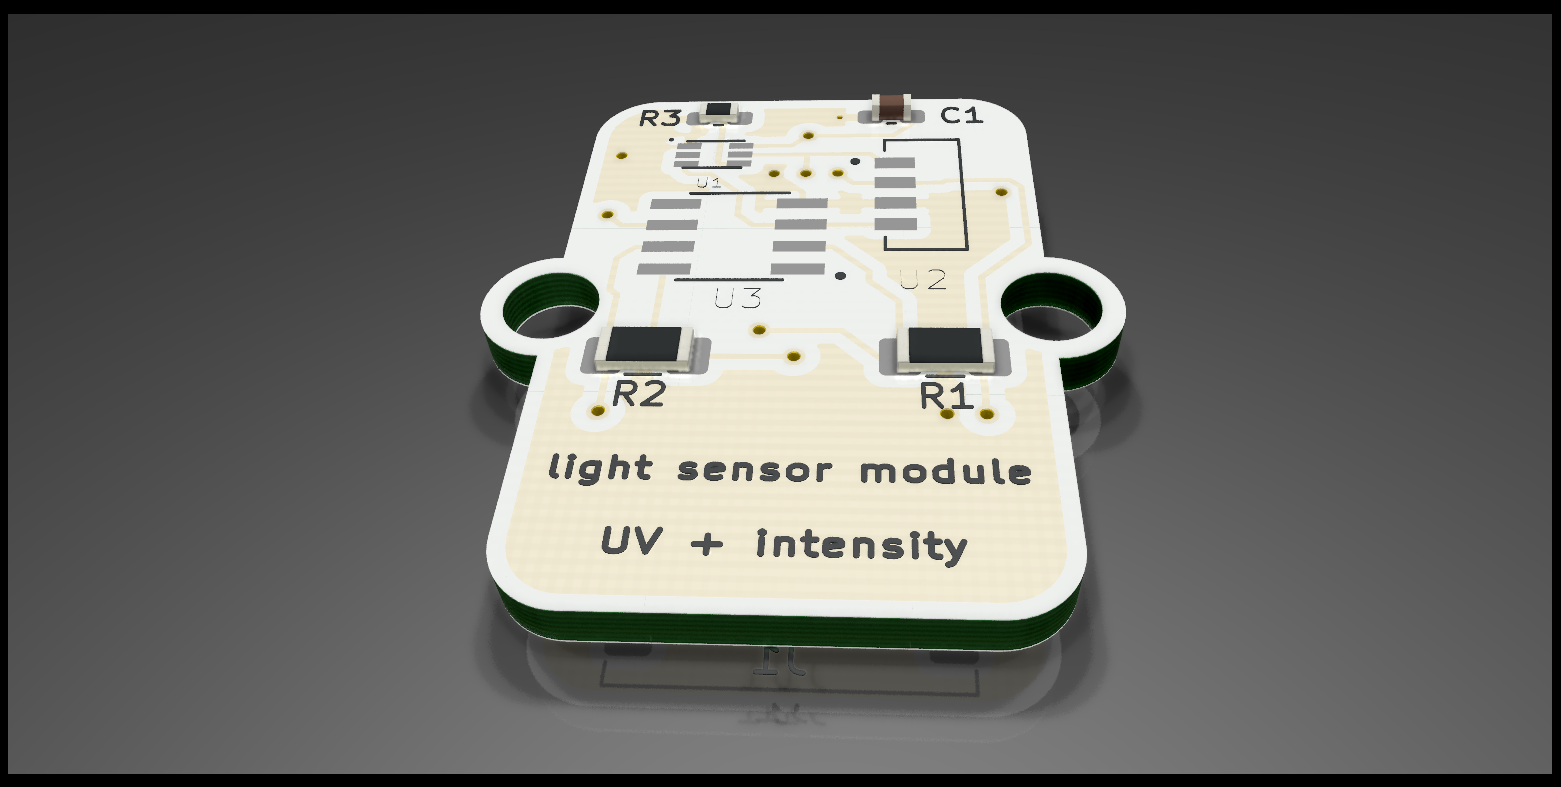 R3
C1
U1
U2
U3
R2
R1
light sensor module
UV + intensity